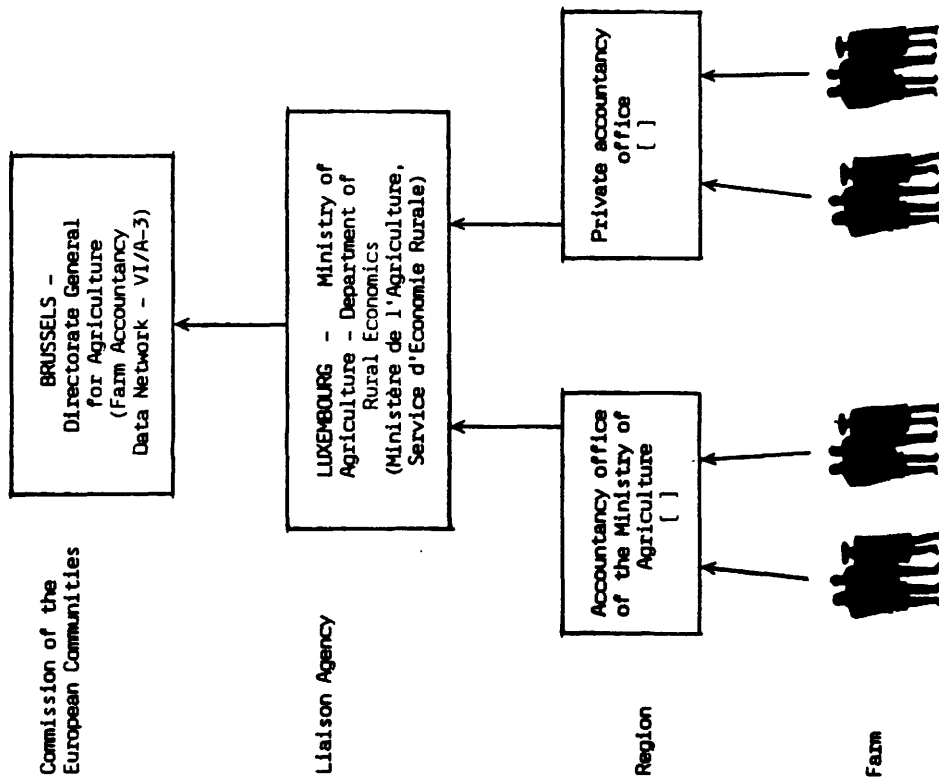 Commission of the
European Communities
BRUSSELS -
Directorate General
for Agriculture
(Farm Accountancy
Data Network - VI/A-3)
Liaison Agency
LUXEMBOURG - Ministry of
Agriculture - Department of
Rural Economics
(Ministère de l'Agriculture,
Service d'Economie Rurale)
Region
Accountancy office
of the Ministry of
Agriculture
[ ]
Private accountancy
office
[ ]
Farm